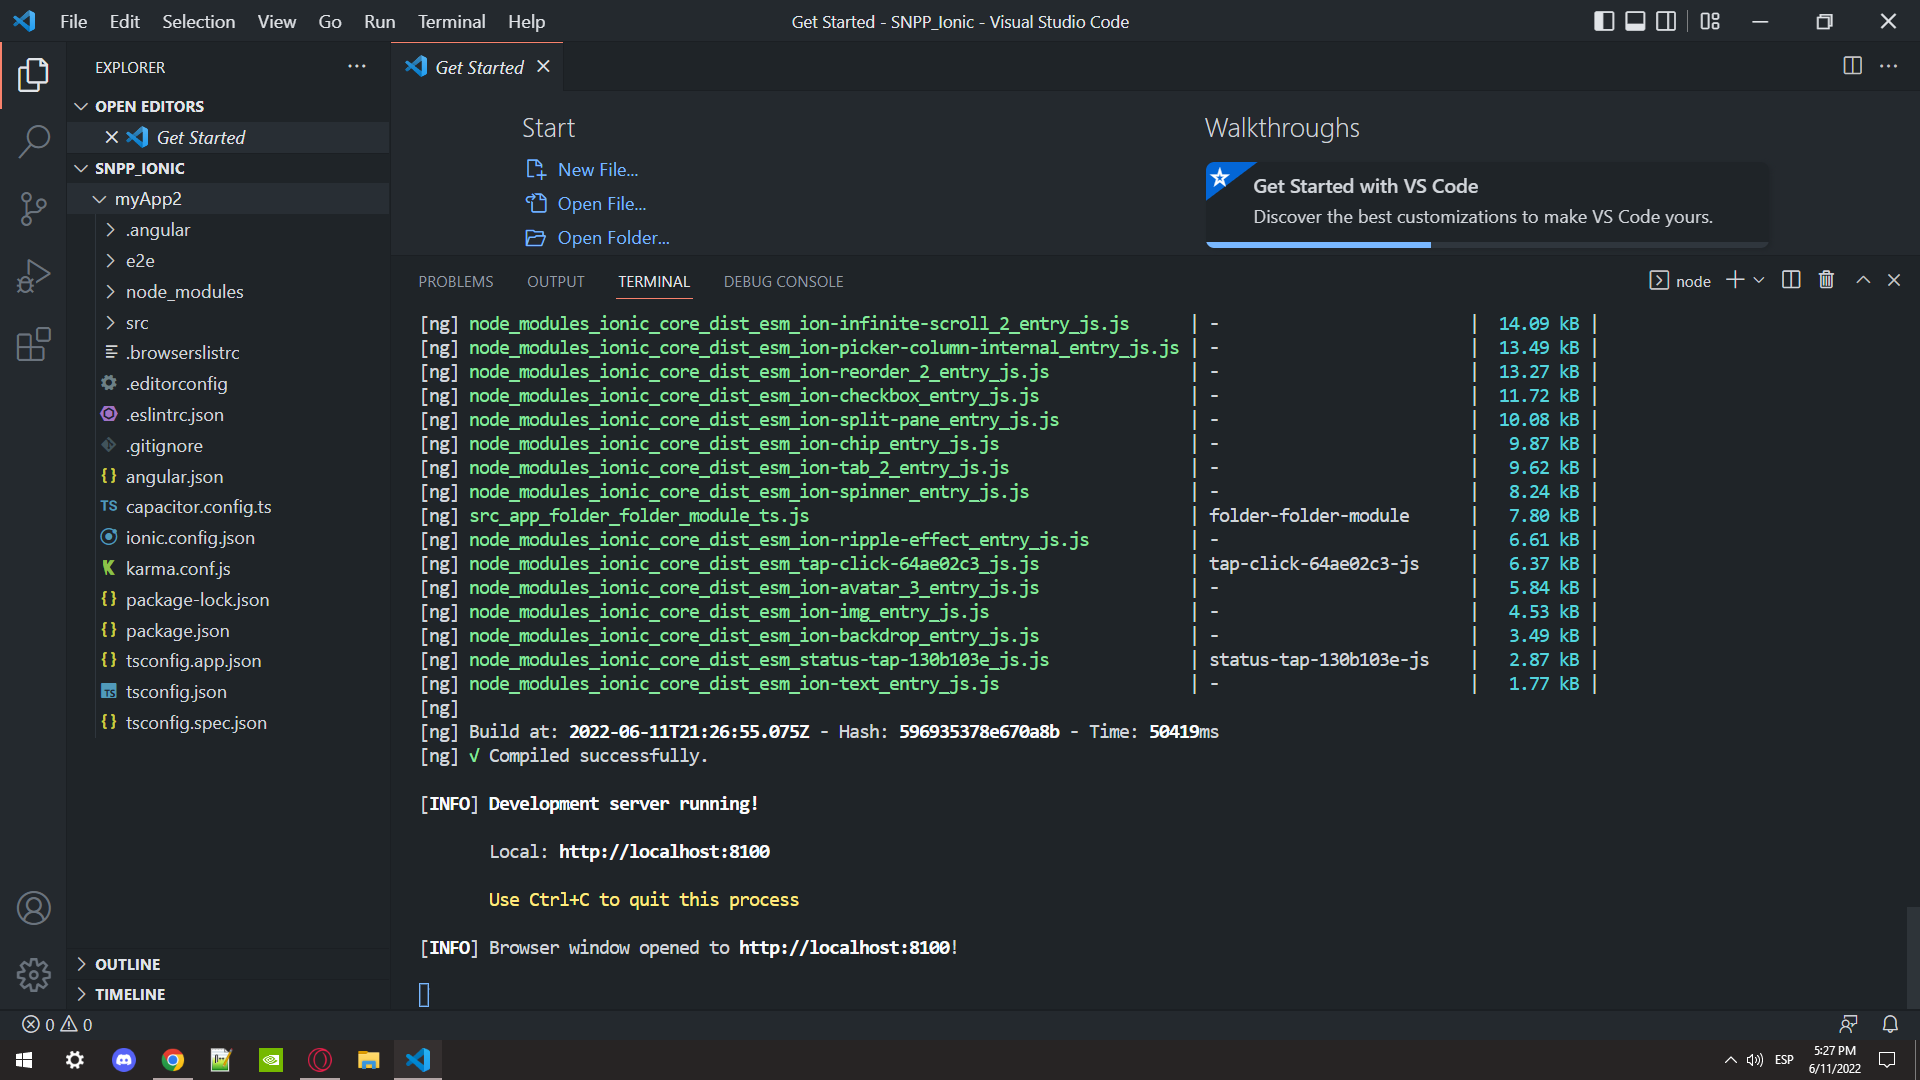 File Edit Selection View Go Run Terminal Help
Get Started - SNPP_Ionic - Visual Studio Code
EXPLORER
OPEN EDITORS
Get Started
SNPP_IONIC
myApp2
.angular
e2e
node_modules
src
.browserslistrc
.editorconfig
.eslintrc.json
.gitignore
angular.json
capacitor.config.ts
ionic.config.json
karma.conf.js
package-lock.json
package.json
tsconfig.app.json
tsconfig.json
tsconfig.spec.json
OUTLINE
TIMELINE
Get Started
Start
New File...
Open File...
Open Folder...
Walkthroughs
Get Started with VS Code
Discover the best customizations to make VS Code yours.
PROBLEMS OUTPUT TERMINAL DEBUG CONSOLE
node
[ng] node_modules_ionic_core_dist_esm_ion-infinite-scroll_2_entry_js.js | - | 14.09 kB |
[ng] node_modules_ionic_core_dist_esm_ion-picker-column-internal_entry_js.js | - | 13.49 kB |
[ng] node_modules_ionic_core_dist_esm_ion-reorder_2_entry_js.js | - | 13.27 kB |
[ng] node_modules_ionic_core_dist_esm_ion-checkbox_entry_js.js | - | 11.72 kB |
[ng] node_modules_ionic_core_dist_esm_ion-split-pane_entry_js.js | - | 10.08 kB |
[ng] node_modules_ionic_core_dist_esm_ion-chip_entry_js.js | - | 9.87 kB |
[ng] node_modules_ionic_core_dist_esm_ion-tab_2_entry_js.js | - | 9.62 kB |
[ng] node_modules_ionic_core_dist_esm_ion-spinner_entry_js.js | - | 8.24 kB |
[ng] src_app_folder_folder_module_ts.js | folder-folder-module | 7.80 kB |
[ng] node_modules_ionic_core_dist_esm_ion-ripple-effect_entry_js.js | - | 6.61 kB |
[ng] node_modules_ionic_core_dist_esm_tap-click-64ae02c3_js.js | tap-click-64ae02c3-js | 6.37 kB |
[ng] node_modules_ionic_core_dist_esm_ion-avatar_3_entry_js.js | - | 5.84 kB |
[ng] node_modules_ionic_core_dist_esm_ion-img_entry_js.js | - | 4.53 kB |
[ng] node_modules_ionic_core_dist_esm_ion-backdrop_entry_js.js | - | 3.49 kB |
[ng] node_modules_ionic_core_dist_esm_status-tap-130b103e_js.js | status-tap-130b103e-js | 2.87 kB |
[ng] node_modules_ionic_core_dist_esm_ion-text_entry_js.js | - | 1.77 kB |
[ng]
[ng] Build at: 2022-06-11T21:26:55.075Z - Hash: 596935378e670a8b - Time: 50419ms
[ng] √ Compiled successfully.
[INFO] Development server running!
Local: http://localhost:8100
Use Ctrl+C to quit this process
[INFO] Browser window opened to http://localhost:8100!
0 0
ESP
5:27 PM
6/11/2022